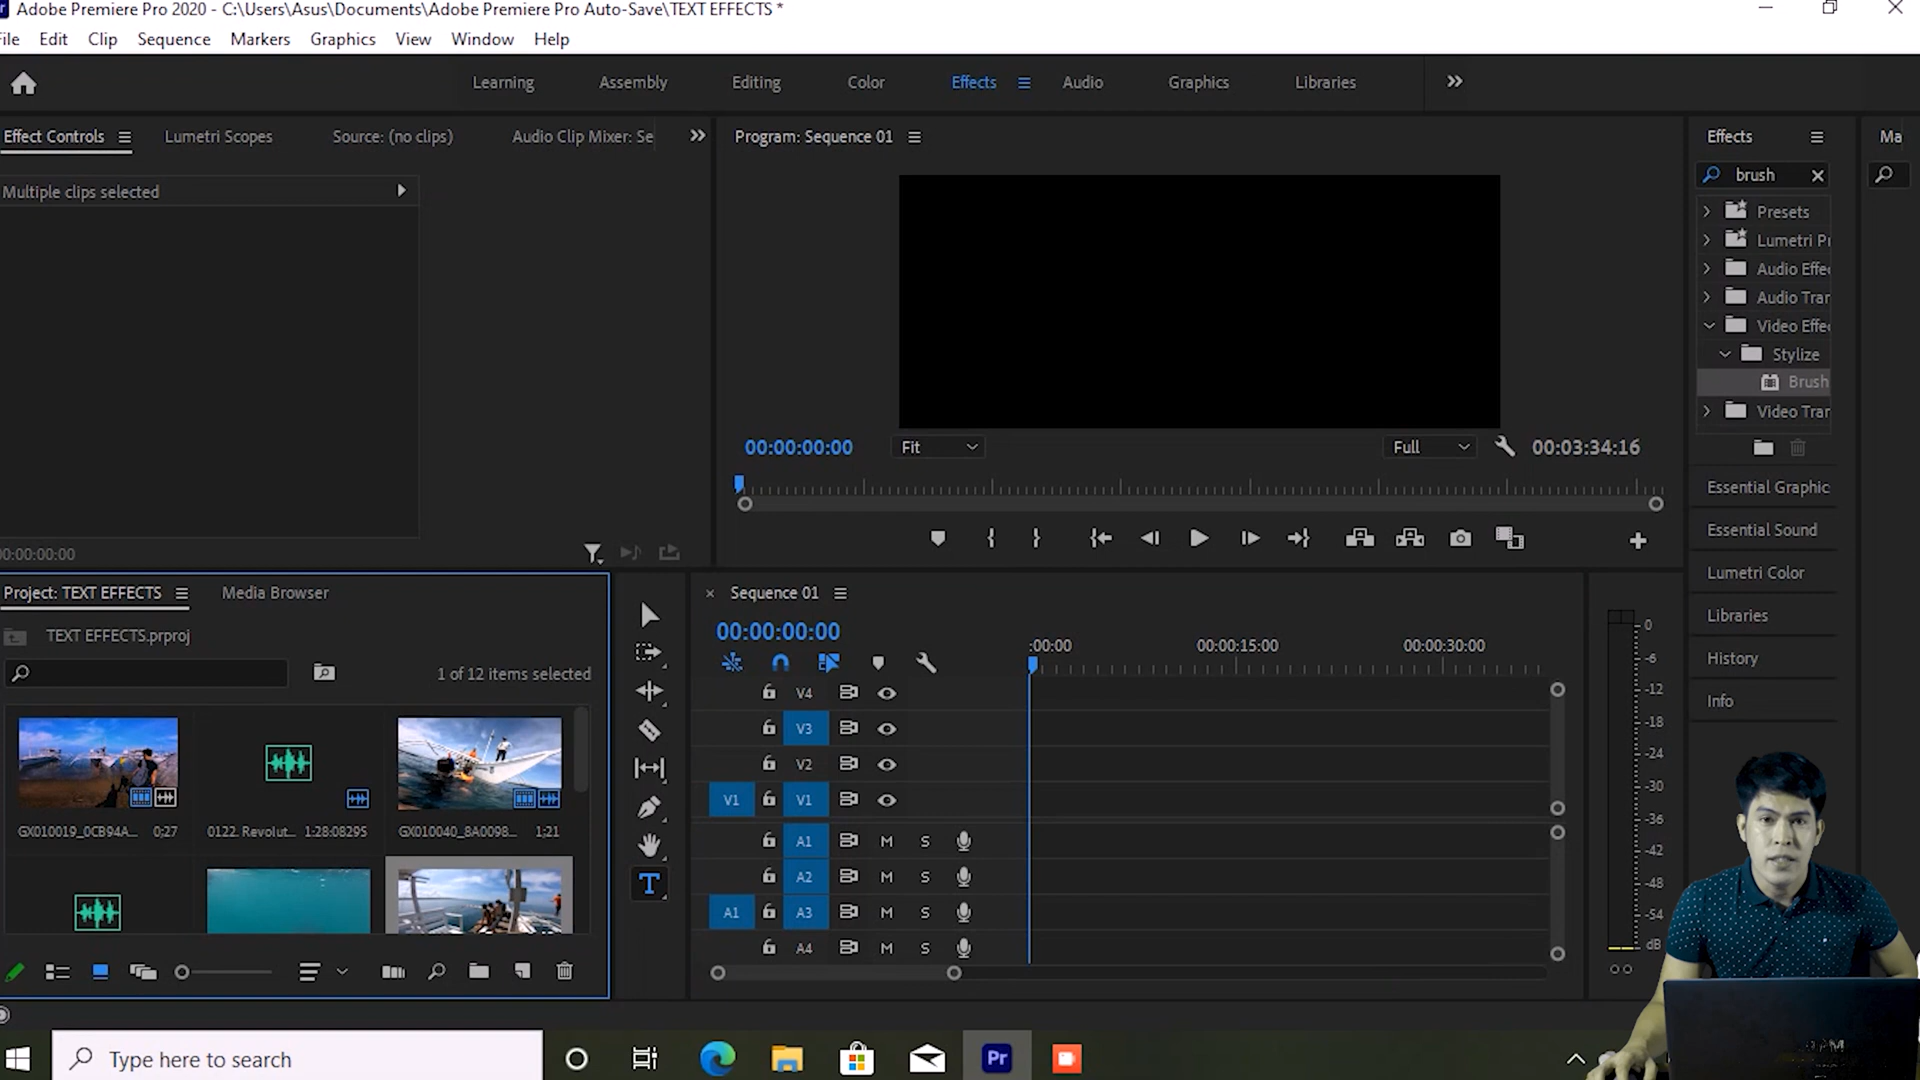 Adobe Premiere Pro 2020 - C:\Users\Asus\Documents\Adobe Premiere Pro Auto-Save\TEXT EFFECTS *
File Edit Clip Sequence Markers Graphics View Window Help
Learning Assembly Editing Color Effects Audio Graphics Libraries
Effect Controls Lumetri Scopes Source: (no clips) Audio Clip Mixer: Se
Program: Sequence 01
Effects
Ma
Multiple clips selected
brush
Presets
Lumetri Pr
Audio Effe
Audio Tran
Video Effe
Stylize
Brush
Video Tran
00:00:00:00 Fit Full 00:03:34:16
Essential Graphic
Essential Sound
Lumetri Color
Libraries
History
Info
00:00:00:00
Project: TEXT EFFECTS Media Browser
TEXT EFFECTS.prproj
1 of 12 items selected
GX010019_0CB94A... 0;27
0122. Revolut... 1:28:08295
GX010040_8A0098... 1;21
Sequence 01
00:00:00:00
:00:00 00:00:15:00 00:00:30:00
V4
V3
V2
V1 V1
A1 M S
A2 M S
A1 A3 M S
A4 M S
0
-6
-12
-18
-24
-30
-36
-42
-48
-54
dB
Type here to search
Pr